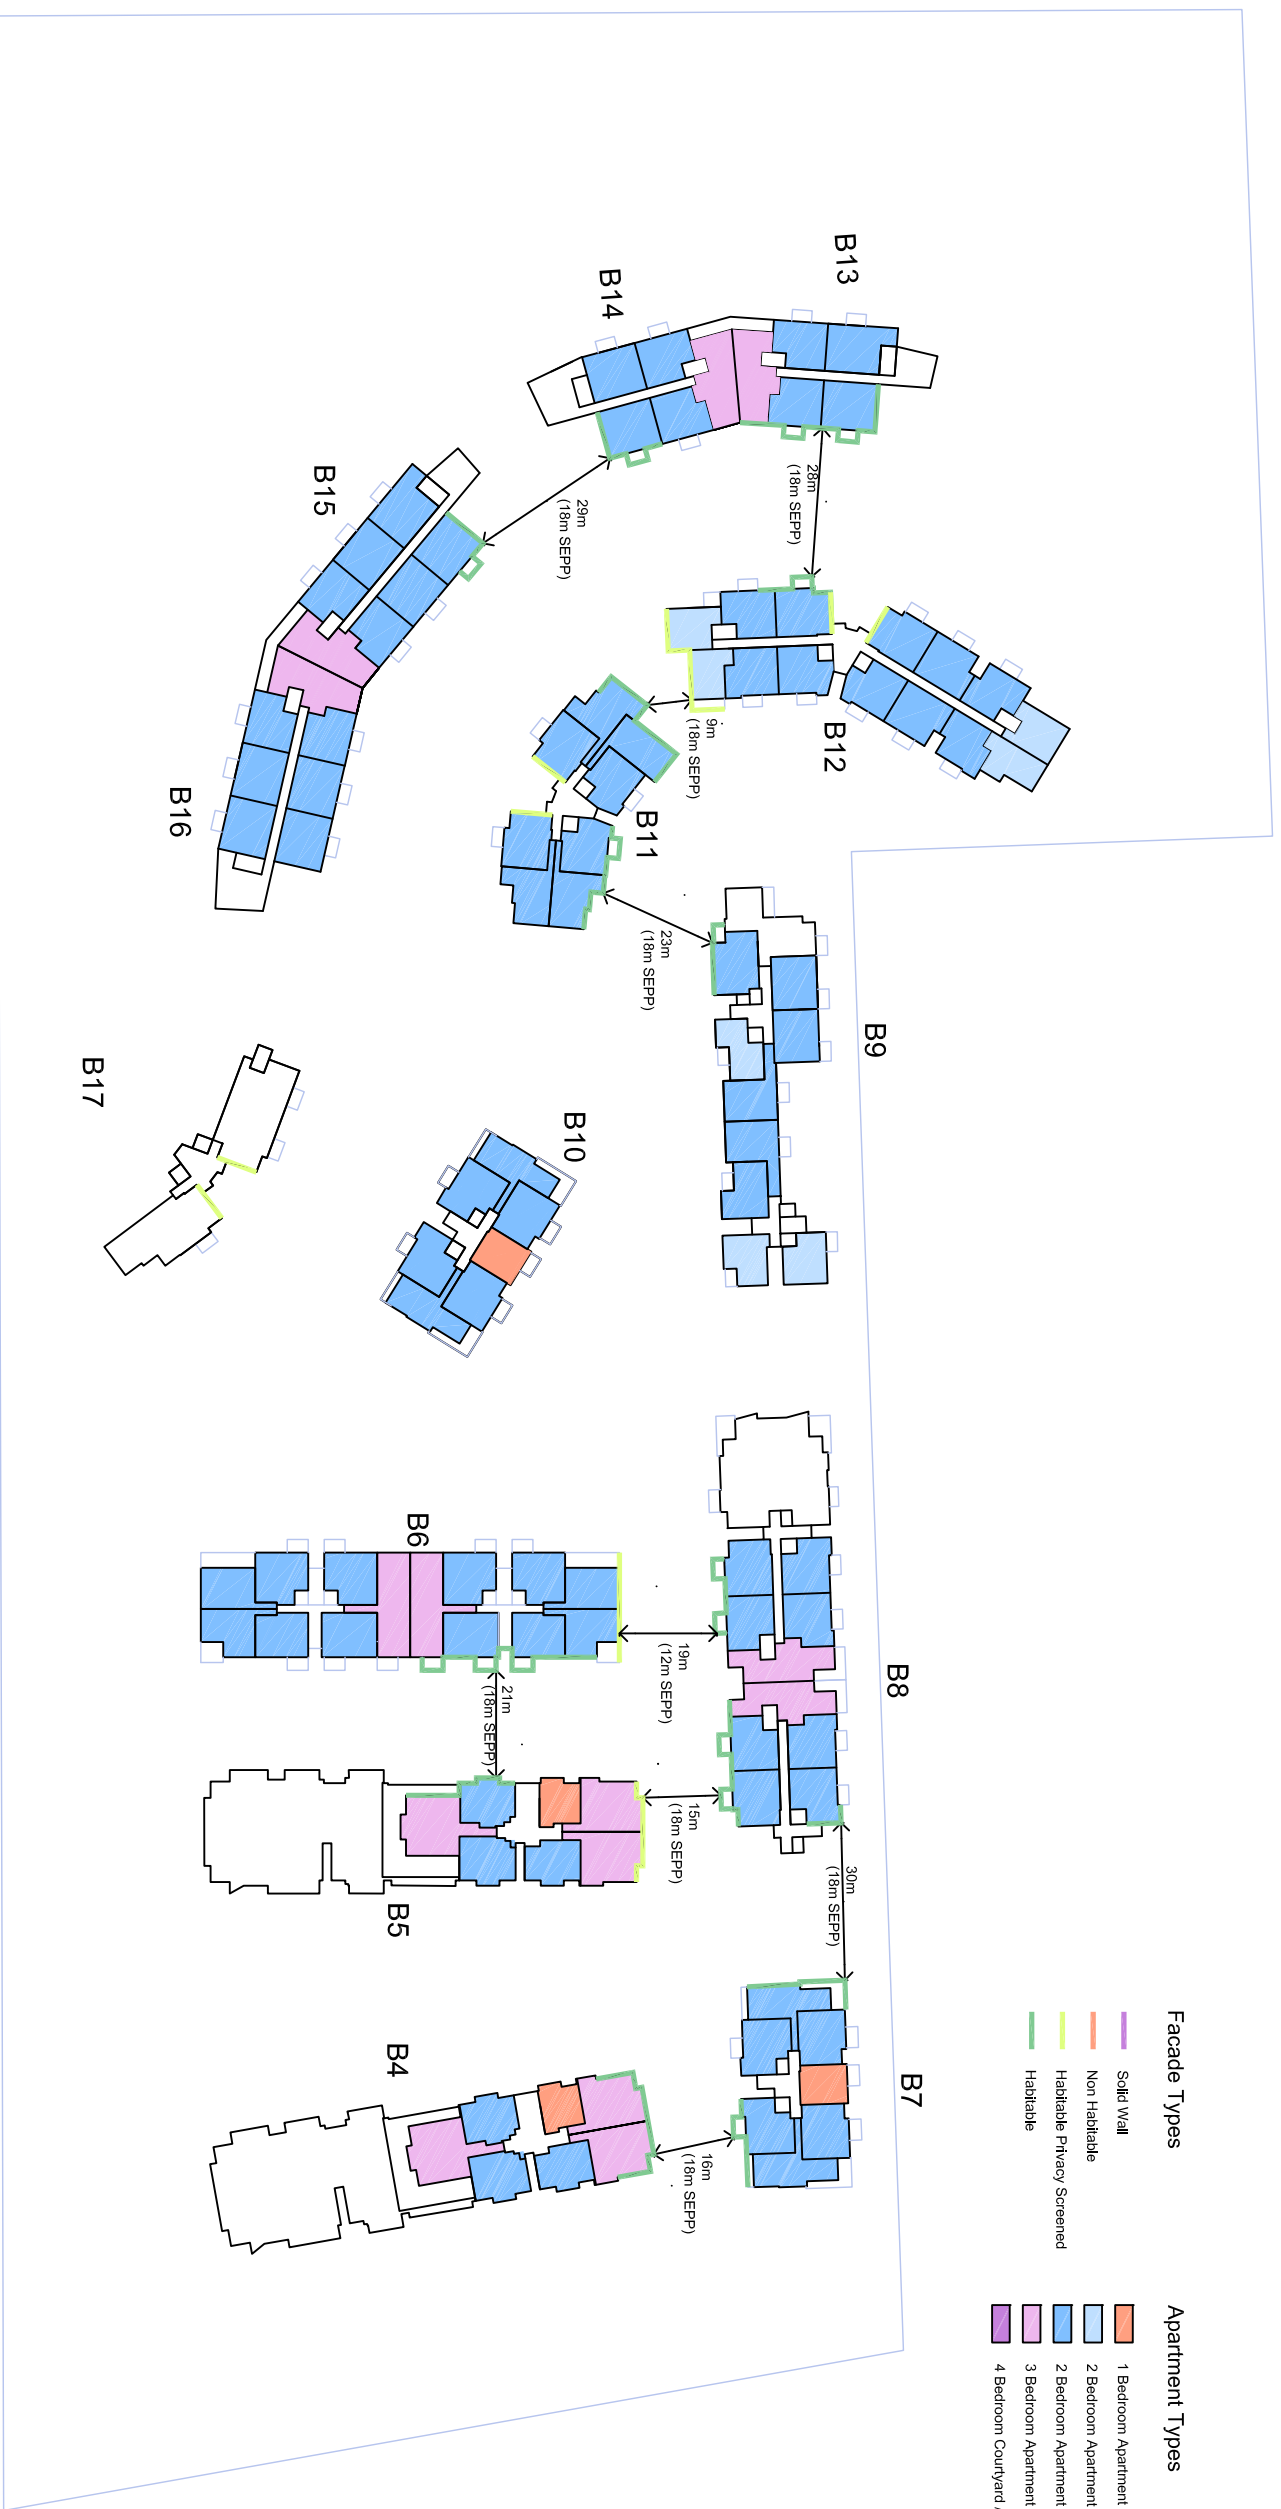 B13
B14
28m
(18m SEPP)
29m
(18m SEPP)
B15
B12
9m
(18m SEPP)
B16
B11
23m
(18m SEPP)
B9
B17
B10
B6
19m
(12m SEPP)
B8
21m
(18m SEPP)
15m
(18m SEPP)
30m
(18m SEPP)
B5
B4
B7
16m
(18m SEPP)
Facade Types
Solid Wall
Non Habitable
Habitable Privacy Screened
Habitable
Apartment Types
1 Bedroom Apartment
2 Bedroom Apartment
2 Bedroom Apartment
3 Bedroom Apartment
4 Bedroom Courtyard